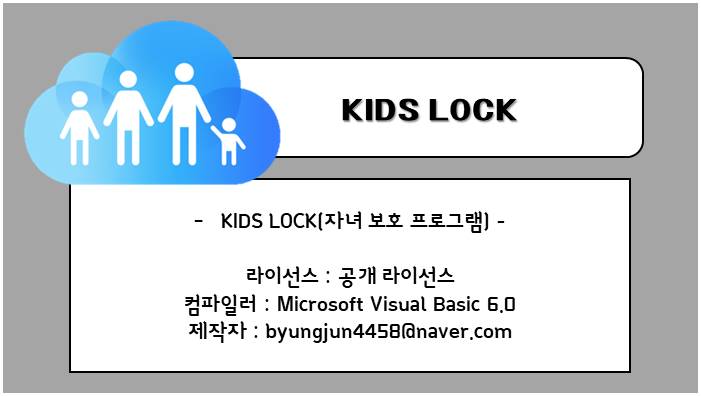 KIDS LOCK
- KIDS LOCK(자녀 보호 프로그램) -
라이선스 : 공개 라이선스
컴파일러 : Microsoft Visual Basic 6.0
제작자 : byungjun4458@naver.com